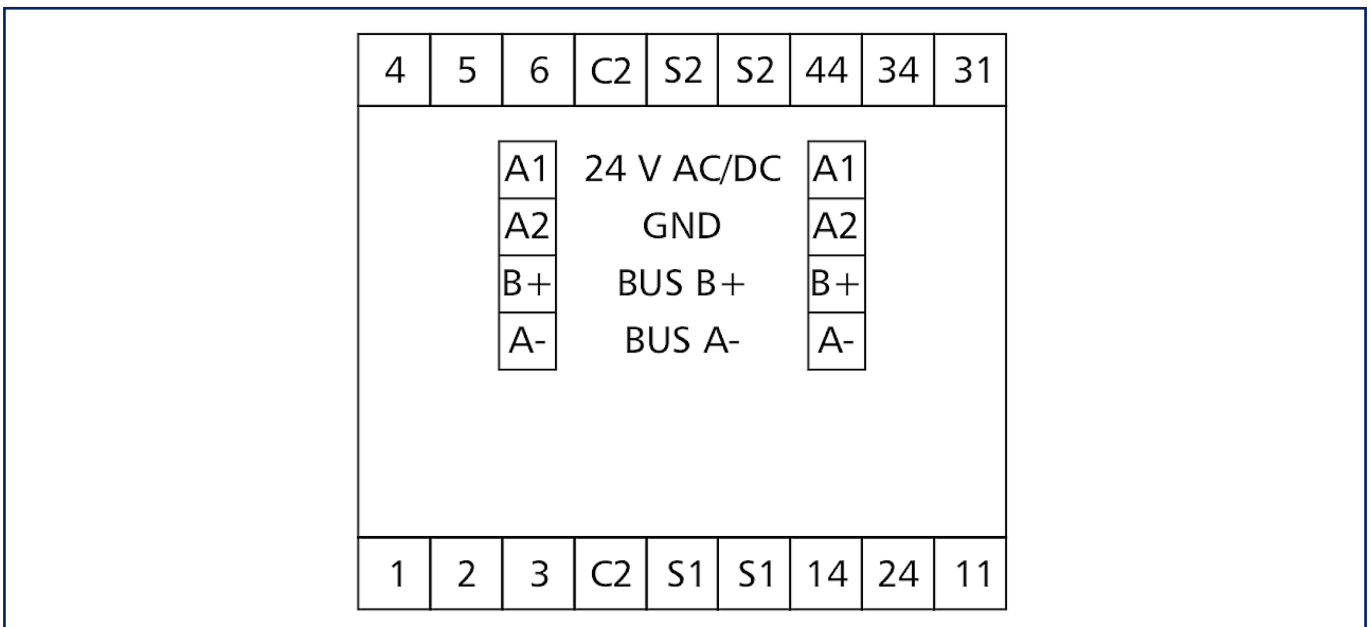 4 5 6 C2 S2 S2 44 34 31
A1 24 V AC/DC A1
A2 GND A2
B+ BUS B+ B+
A- BUS A- A-
1 2 3 C2 S1 S1 14 24 11